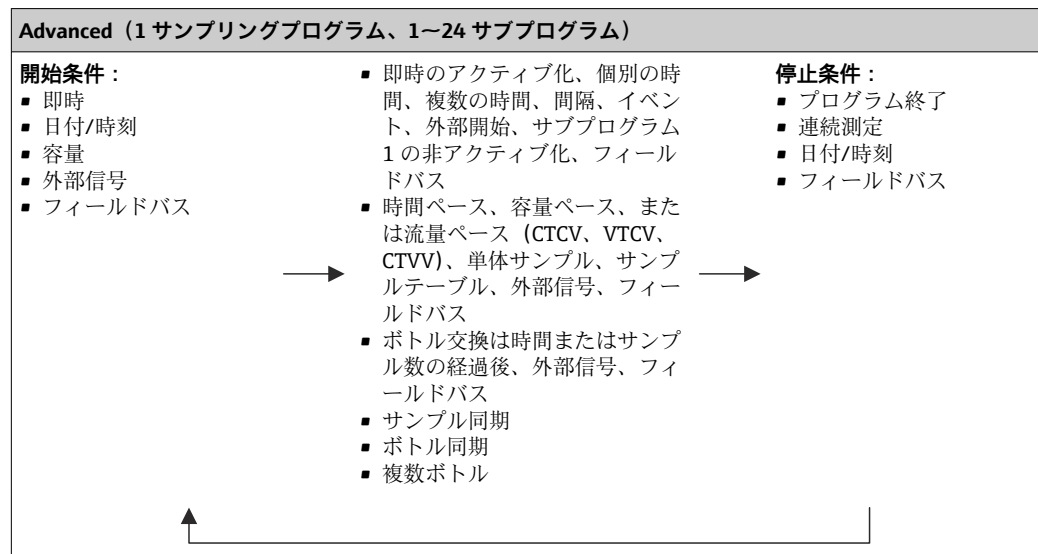 Advanced（1 サンプリングプログラム、1～24 サブプログラム）
開始条件：
▪ 即時
▪ 日付/時刻
▪ 容量
▪ 外部信号
▪ フィールドバス
▪ 即時のアクティブ化、個別の時
間、複数の時間、間隔、イベン
ト、外部開始、サブプログラム
1 の非アクティブ化、フィール
ドバス
▪ 時間ペース、容量ペース、また
は流量ペース（CTCV、VTCV、
CTVV）、単体サンプル、サンプ
ルテーブル、外部信号、フィー
ルドバス
▪ ボトル交換は時間またはサンプ
ル数の経過後、外部信号、フィ
ールドバス
▪ サンプル同期
▪ ボトル同期
▪ 複数ボトル
停止条件：
▪ プログラム終了
▪ 連続測定
▪ 日付/時刻
▪ フィールドバス